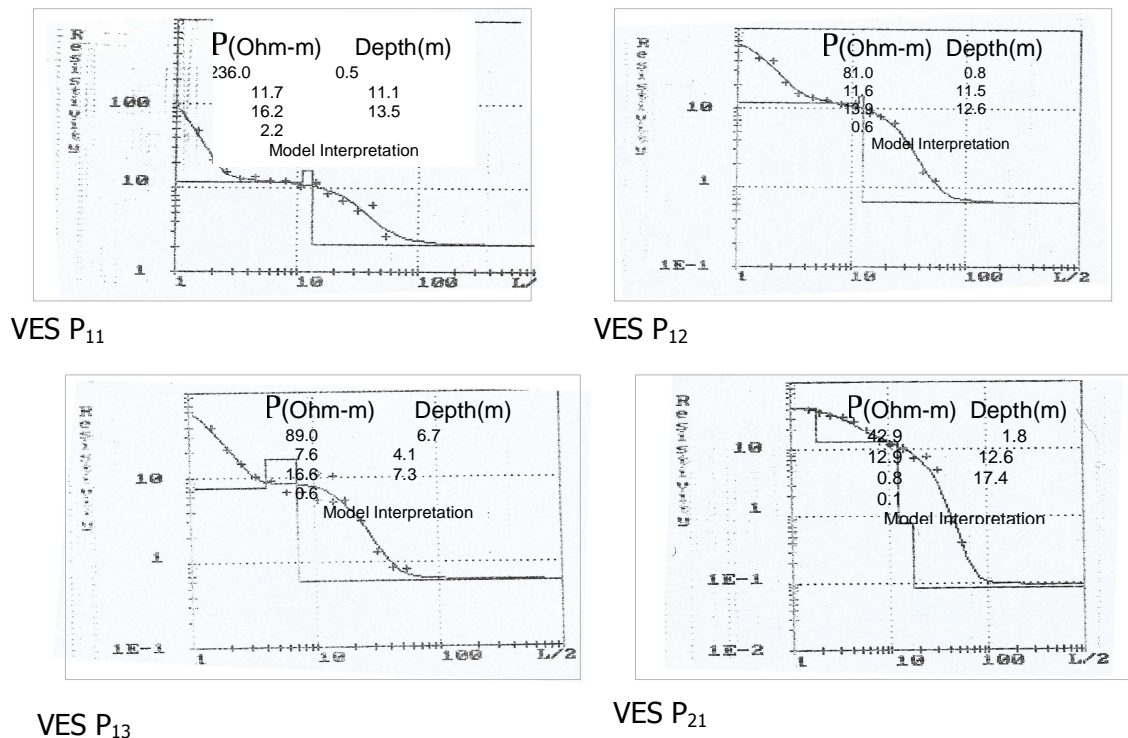 Ρ(Ohm-m) Depth(m)
236.0 0.5
11.7 11.1
16.2 13.5
2.2
Model Interpretation
100
10
1
1 10 100 L/
VES P11
Ρ(Ohm-m) Depth(m)
81.0 0.8
11.6 11.5
13.9 12.6
0.6
Model Interpretation
10
1
1E-1
1 10 100 L/2
VES P12
Ρ(Ohm-m) Depth(m)
89.0 6.7
7.6 4.1
16.6 7.3
0.6
Model Interpretation
10
1
1E-1
1 10 100 L/2
VES P13
Ρ(Ohm-m) Depth(m)
42.9 1.8
12.9 12.6
0.8 17.4
0.1
Model Interpretation
10
1
1E-1
1E-2
1 10 100 L/2
VES P21